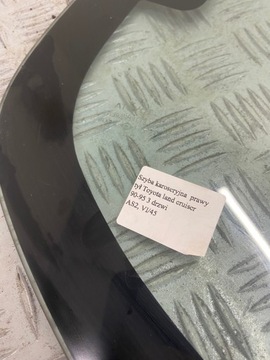 Szyba karoseryjna prawy
tył Toyota land cruiser
90-95 3 drzwi
AS2, VI/45